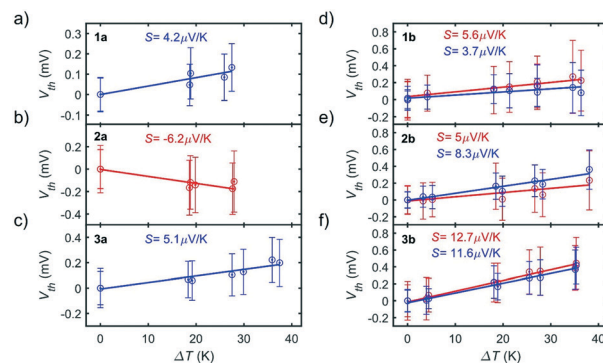 a)
1a
S= 4.2μV/K
V_th (mV)
0.3
0.2
0.1
0
-0.1
b)
2a
S= -6.2μV/K
V_th (mV)
0.2
0
-0.2
-0.4
c)
3a
S= 5.1μV/K
V_th (mV)
0.4
0.2
0
-0.2
0
10
20
30
40
ΔT (K)
d)
1b
S= 5.6μV/K
S= 3.7μV/K
V_th (mV)
0.8
0.6
0.4
0.2
0
-0.2
e)
2b
S= 5μV/K
S= 8.3μV/K
V_th (mV)
0.8
0.6
0.4
0.2
0
-0.2
f)
3b
S= 12.7μV/K
S= 11.6μV/K
V_th (mV)
0.8
0.6
0.4
0.2
0
-0.2
0
10
20
30
40
ΔT (K)